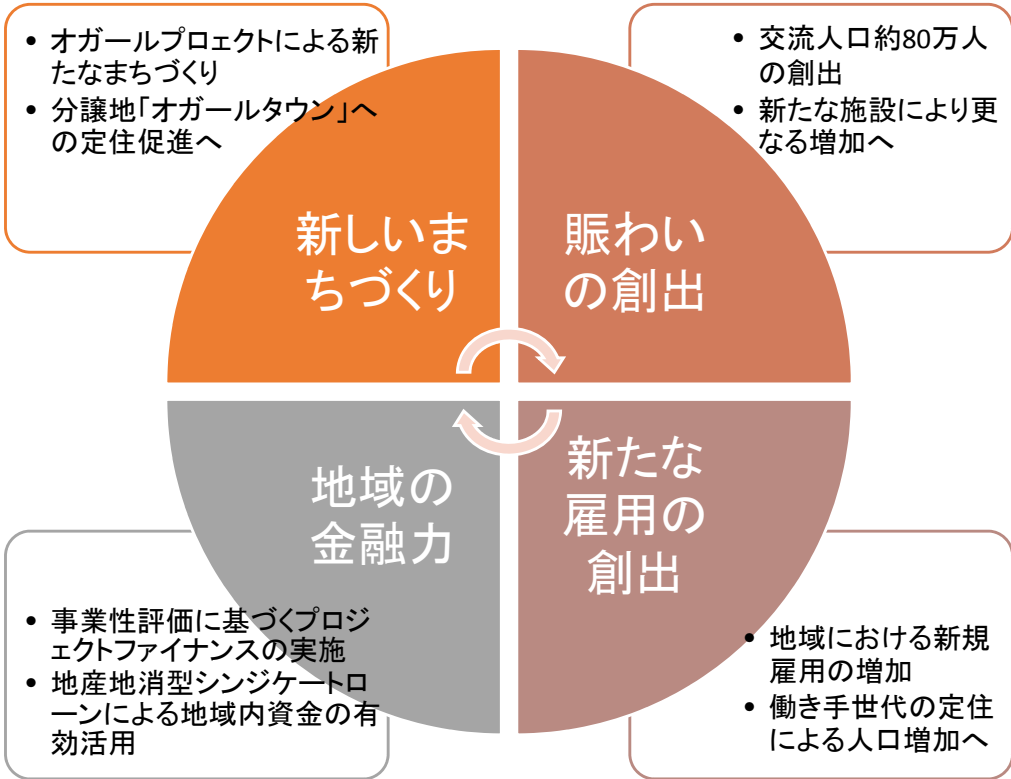 • オガールプロジェクトによる新
たなまちづくり
• 分譲地「オガールタウン」へ
の定住促進へ
• 交流人口約80万人
の創出
• 新たな施設により更
なる増加へ
新しいま
ちづくり
賑わい
の創出
地域の
金融力
新たな
雇用の
創出
• 事業性評価に基づくプロジ
ェクトファイナンスの実施
• 地産地消型シンジケートロ
ーンによる地域内資金の有
効活用
• 地域における新規
雇用の増加
• 働き手世代の定住
による人口増加へ